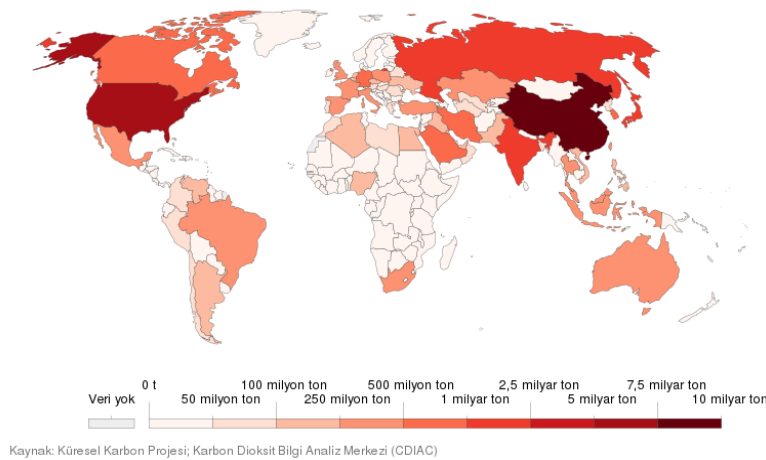 0 t 100 milyon ton 500 milyon ton 2,5 milyar ton 7,5 milyar ton
Veri yok 50 milyon ton 250 milyon ton 1 milyar ton 5 milyar ton 10 milyar ton
Kaynak: Küresel Karbon Projesi; Karbon Dioksit Bilgi Analiz Merkezi (CDIAC)